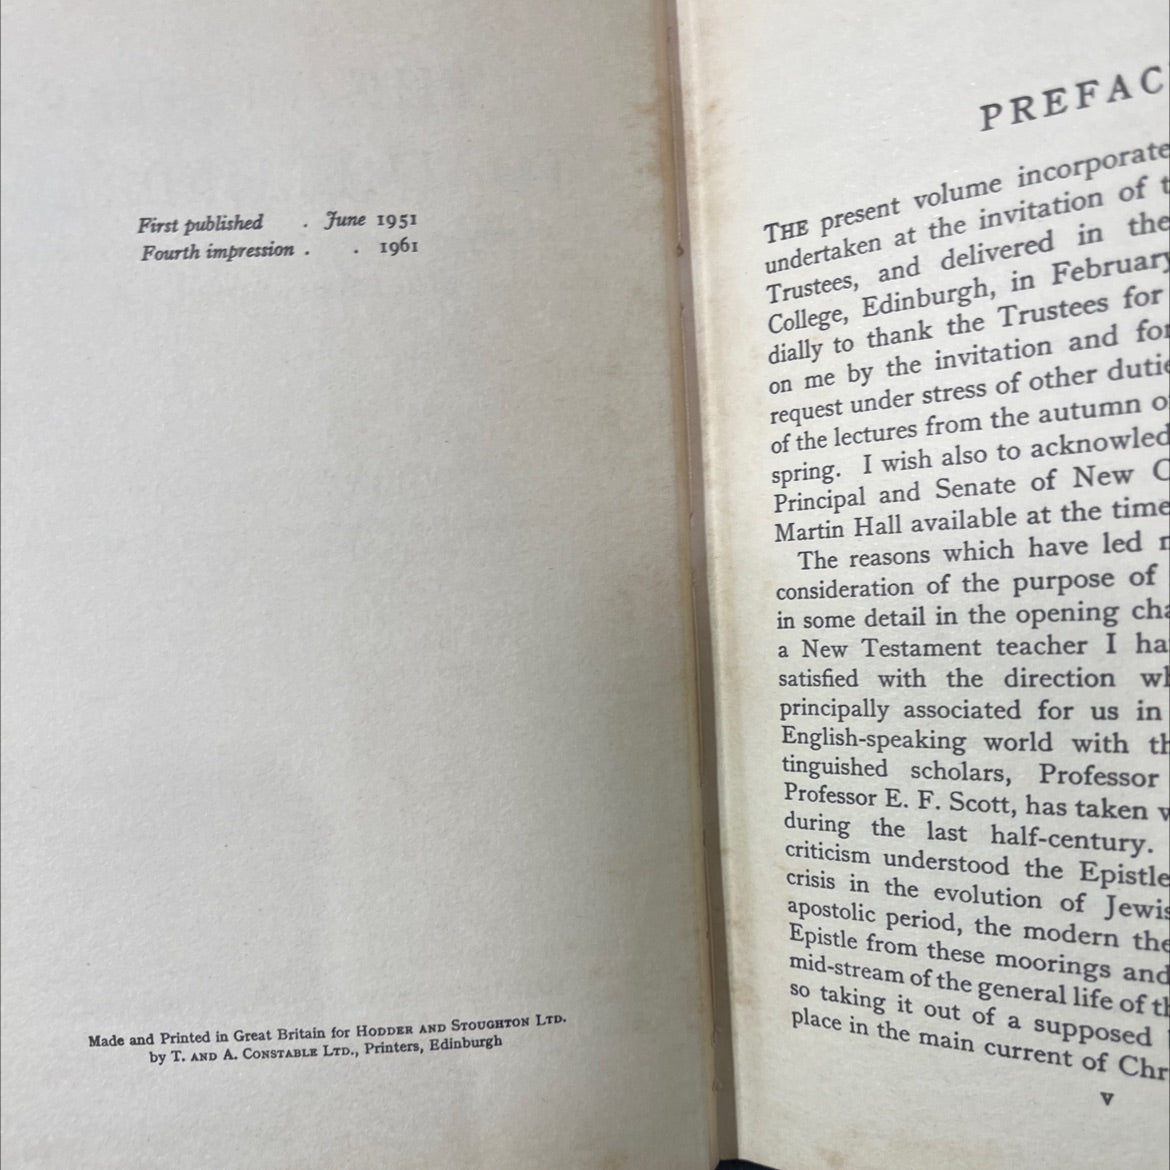 First published . June 1951
Fourth impression . . 1961
Made and Printed in Great Britain for HODDER AND STOUGHTON LTD.
by T. AND A. CONSTABLE LTD., Printers, Edinburgh
PREFAC
THE present volume incorporate
undertaken at the invitation of t
Trustees, and delivered in the
College, Edinburgh, in February
dially to thank the Trustees for
on me by the invitation and for
request under stress of other dutie
of the lectures from the autumn o
spring. I wish also to acknowled
Principal and Senate of New C
Martin Hall available at the time
The reasons which have led m
consideration of the purpose of
in some detail in the opening cha
a New Testament teacher I ha
satisfied with the direction wh
principally associated for us in
English-speaking world with th
tinguished scholars, Professor
Professor E. F. Scott, has taken w
during the last half-century.
criticism understood the Epistle
crisis in the evolution of Jewis
apostolic period, the modern the
Epistle from these moorings and
mid-stream of the general life of th
so taking it out of a supposed
place in the main current of Chr
v